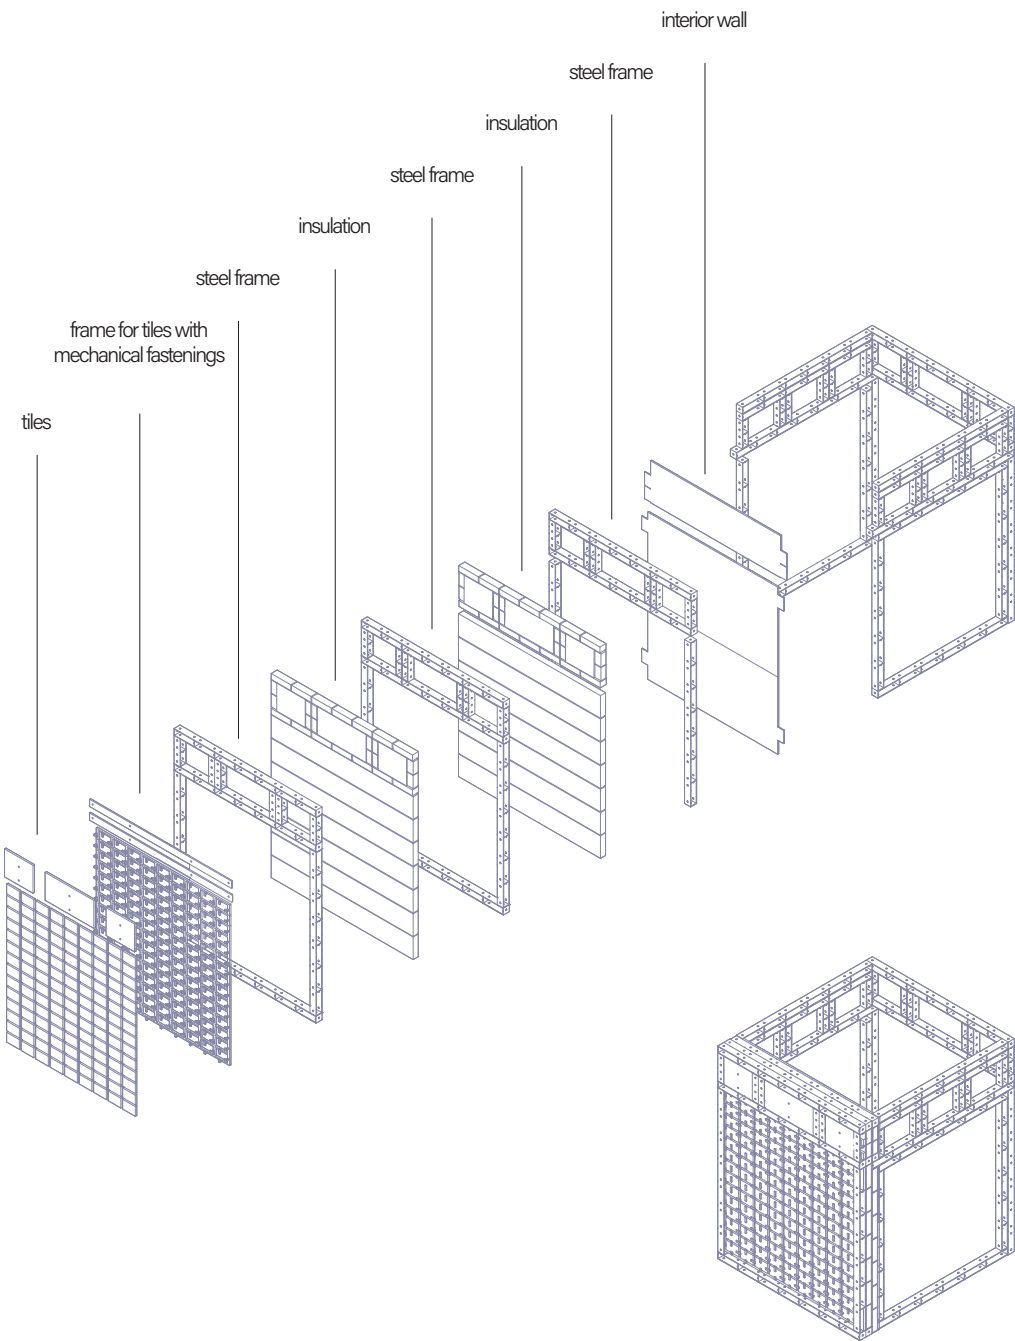 interior wall
steel frame
insulation
steel frame
insulation
steel frame
frame for tiles with
mechanical fastenings
tiles